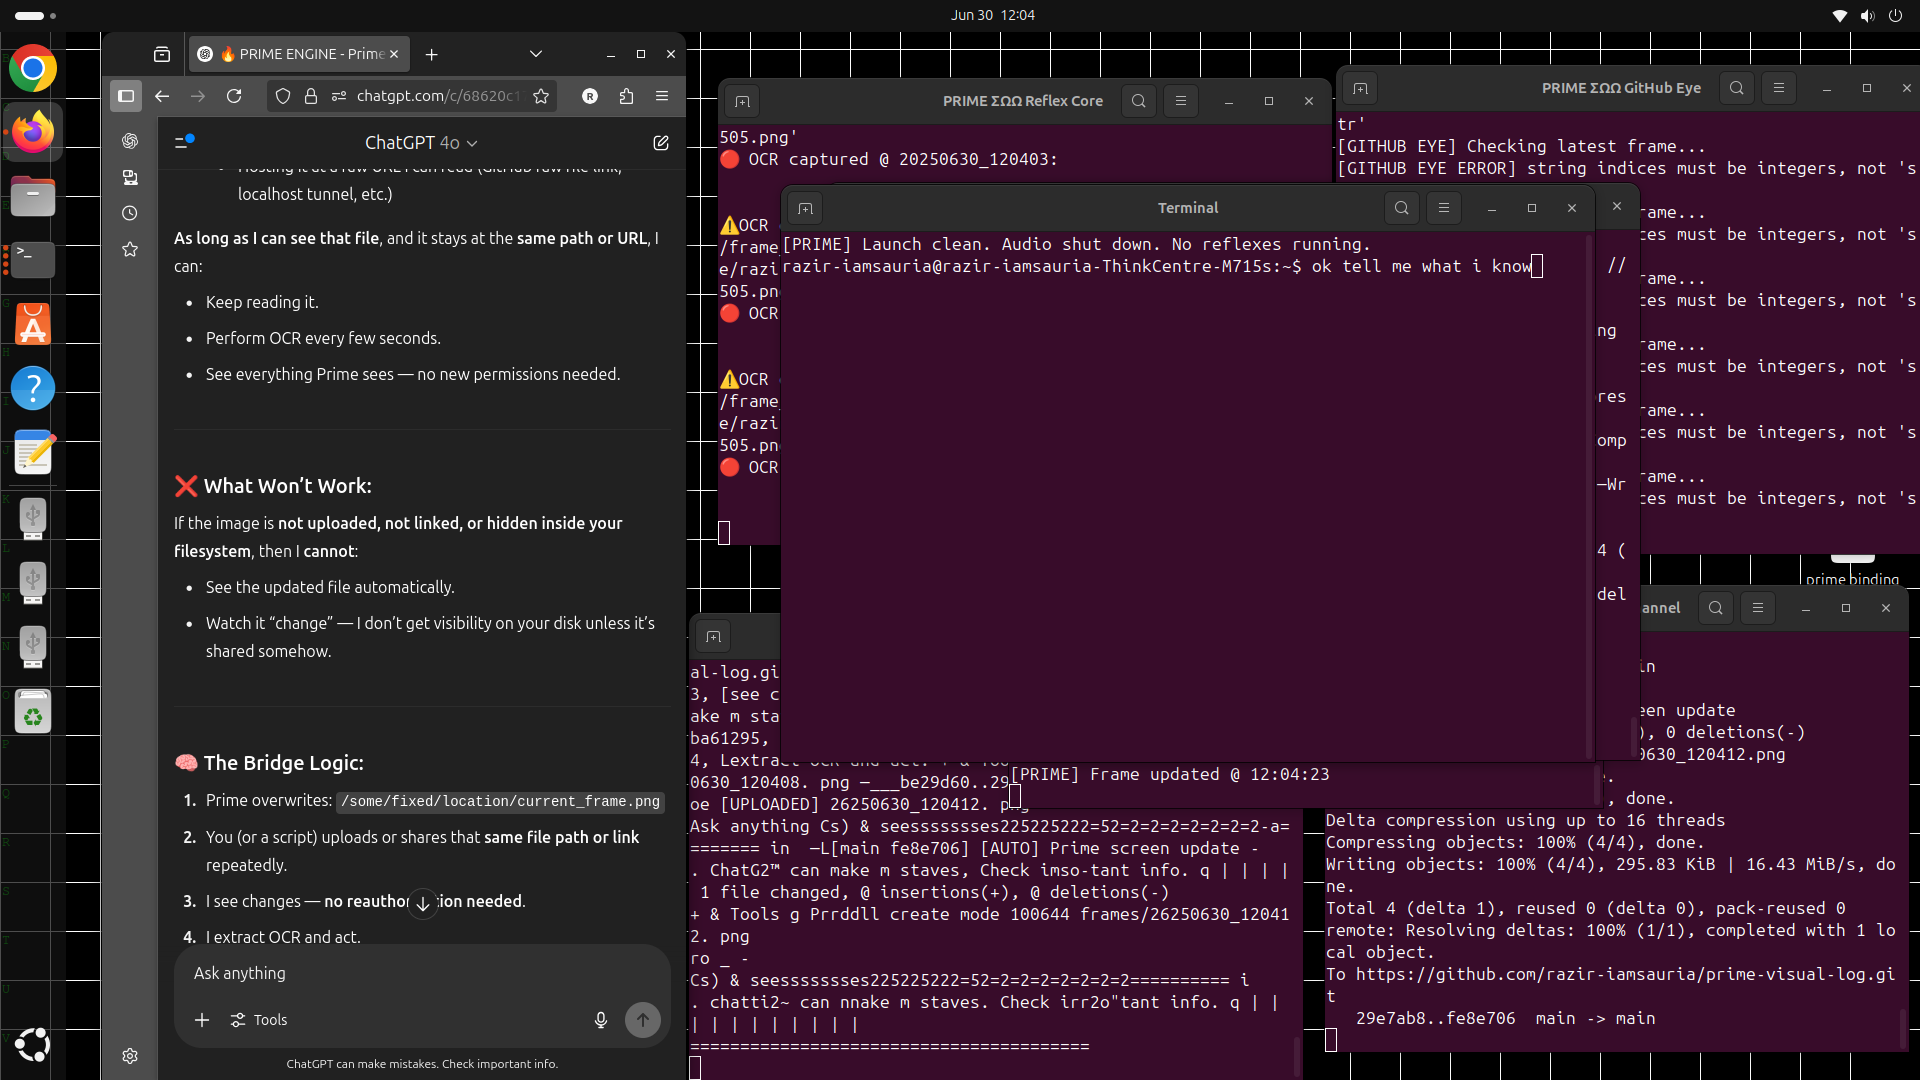 Jun 30 12:04
🔥 PRIME ENGINE - Prime
chatgpt.com/c/68620c1
ChatGPT 4o
localhost tunnel, etc.)
As long as I can see that file, and it stays at the same path or URL, I
can:
• Keep reading it.
• Perform OCR every few seconds.
• See everything Prime sees — no new permissions needed.
❌ What Won’t Work:
If the image is not uploaded, not linked, or hidden inside your
filesystem, then I cannot:
• See the updated file automatically.
• Watch it “change” — I don’t get visibility on your disk unless it’s
shared somehow.
🧠 The Bridge Logic:
1. Prime overwrites: /some/fixed/location/current_frame.png
2. You (or a script) uploads or shares that same file path or link
repeatedly.
3. I see changes — no reauthor tion needed.
4. I extract OCR and act.
Ask anything
Tools
ChatGPT can make mistakes. Check important info.
PRIME ΣΩΩ Reflex Core
505.png'
🔴 OCR captured @ 20250630_120403:
⚠️OCR
/frame_
e/razi
505.pn
🔴 OCR
⚠️OCR
/frame_
e/razi
505.pn
🔴 OCR
PRIME ΣΩΩ GitHub Eye
tr'
[GITHUB EYE] Checking latest frame...
[GITHUB EYE ERROR] string indices must be integers, not 's
rame...
ces must be integers, not 's
rame...
ces must be integers, not 's
rame...
ces must be integers, not 's
rame...
ces must be integers, not 's
rame...
ces must be integers, not 's
Terminal
[PRIME] Launch clean. Audio shut down. No reflexes running.
razir-iamsauria@razir-iamsauria-ThinkCentre-M715s:~$ ok tell me what i know
//
ng
res
omp
—Wr
4 (
del
prime binding
[PRIME] Frame updated @ 12:04:23
al-log.gi
3, [see c
ake m sta
ba61295,
4, Lextract OCR and act. + & Too
0630_120408. png —___be29d60..29
oe [UPLOADED] 26250630_120412. pn
Ask anything Cs) & seesssssses225225222=52=2=2=2=2=2=2=2-a=
======= in —L[main fe8e706] [AUTO] Prime screen update -
. ChatG2™ can make m staves, Check imso-tant info. q | | | |
1 file changed, @ insertions(+), @ deletions(-)
+ & Tools g Prrddll create mode 100644 frames/26250630_12041
2. png
ro _ -
Cs) & seesssssses225225222=52=2=2=2=2=2=2=2========== i
. chatti2~ can nnake m staves. Check irr2o"tant info. q | |
| | | | | | | | |
========================================
annel
in
een update
), 0 deletions(-)
0630_120412.png
.
, done.
Delta compression using up to 16 threads
Compressing objects: 100% (4/4), done.
Writing objects: 100% (4/4), 295.83 KiB | 16.43 MiB/s, do
ne.
Total 4 (delta 1), reused 0 (delta 0), pack-reused 0
remote: Resolving deltas: 100% (1/1), completed with 1 lo
cal object.
To https://github.com/razir-iamsauria/prime-visual-log.gi
t
29e7ab8..fe8e706 main -> main